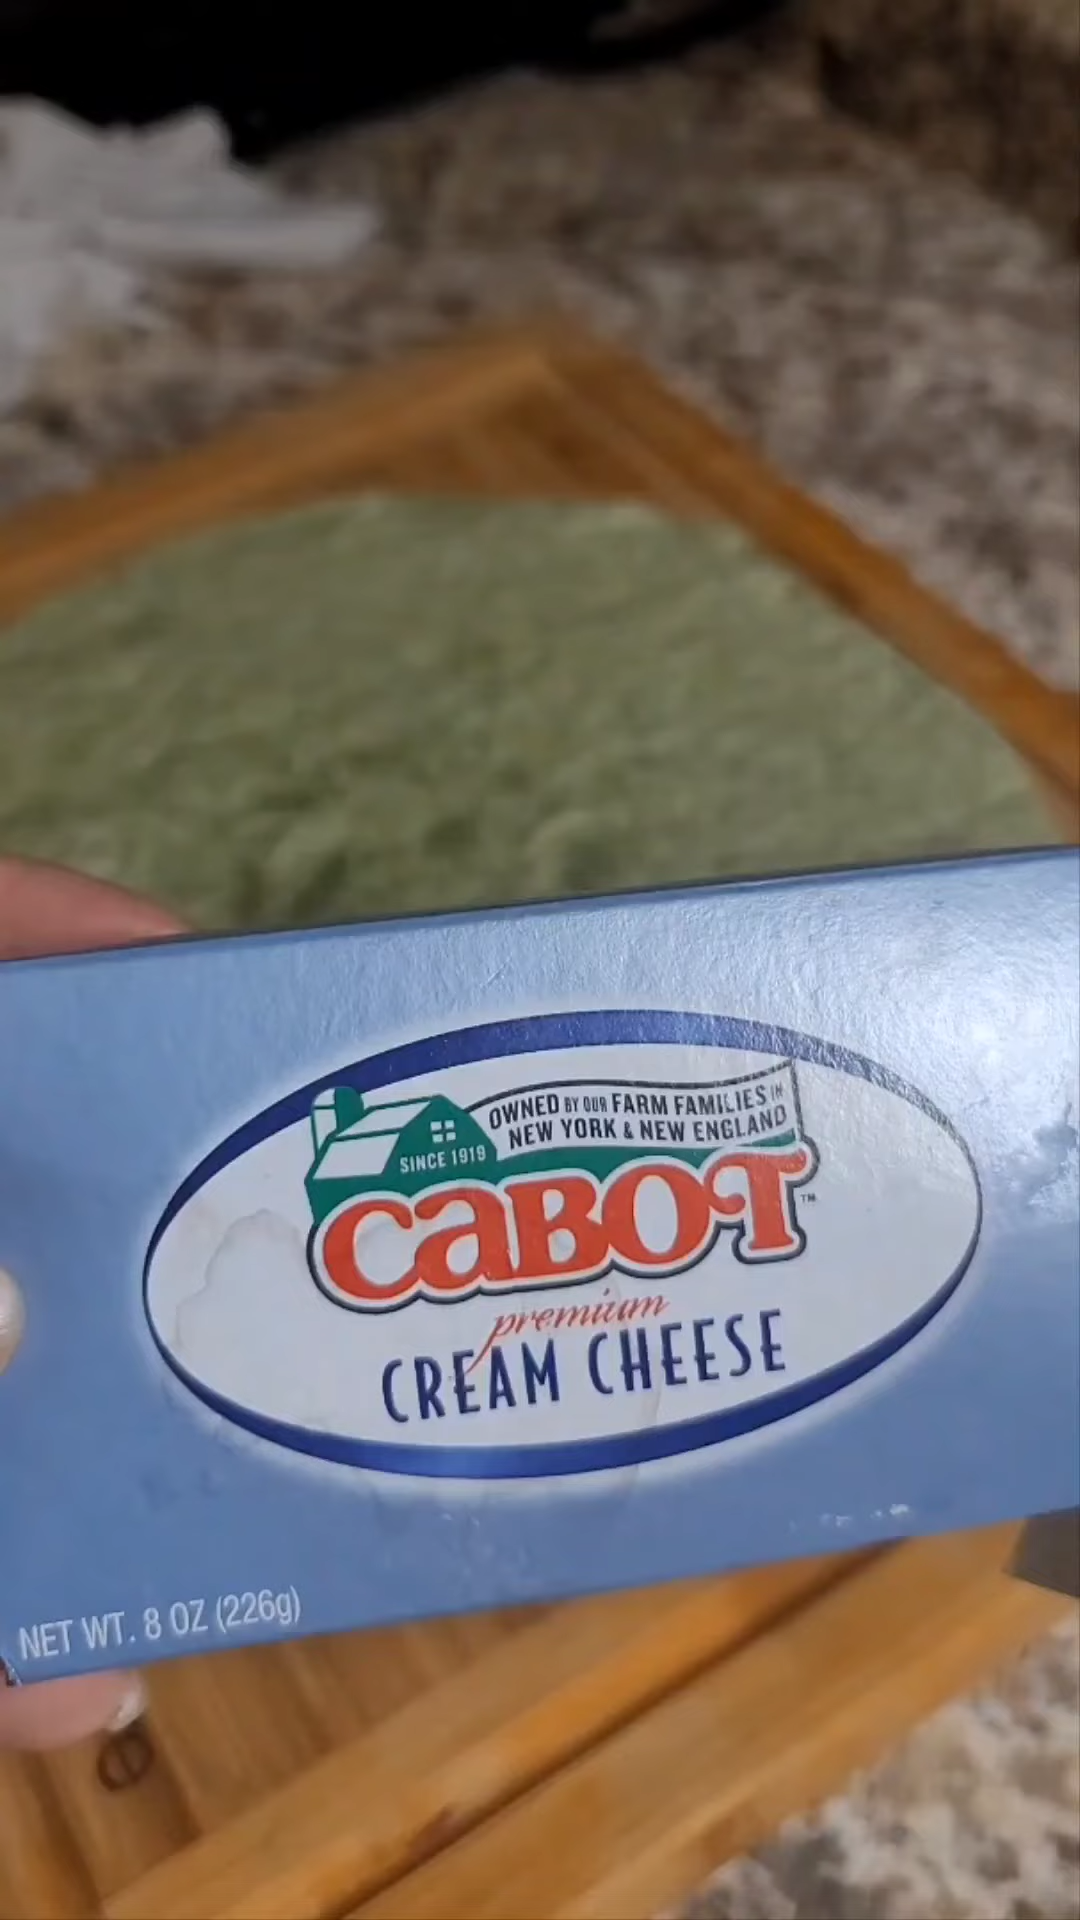 OWNED BY OUR FARM FAMILIES IN
NEW YORK & NEW ENGLAND
SINCE 1919
CABOT™
premium
CREAM CHEESE
NET WT. 8 OZ (226g)